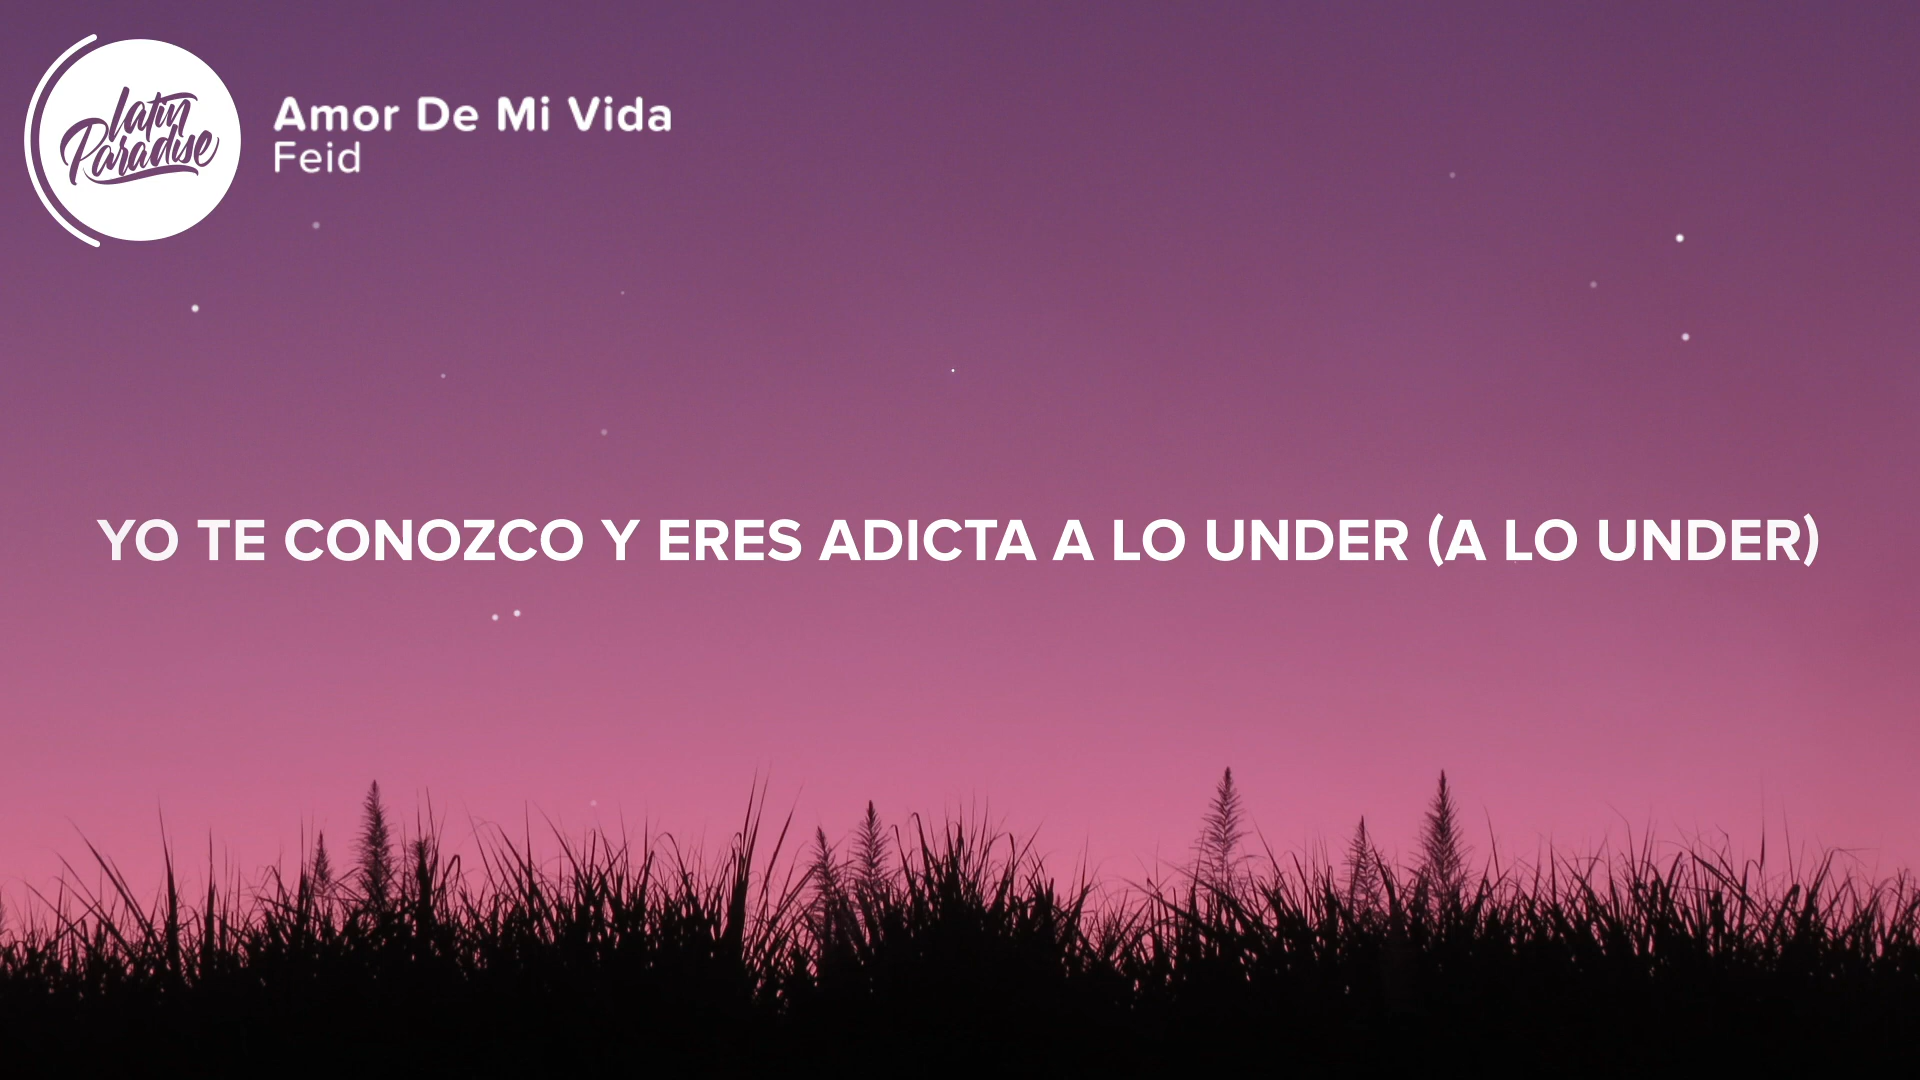 Latin
Paradise
Amor De Mi Vida
Feid
YO TE CONOZCO Y ERES ADICTA A LO UNDER (A LO UNDER)